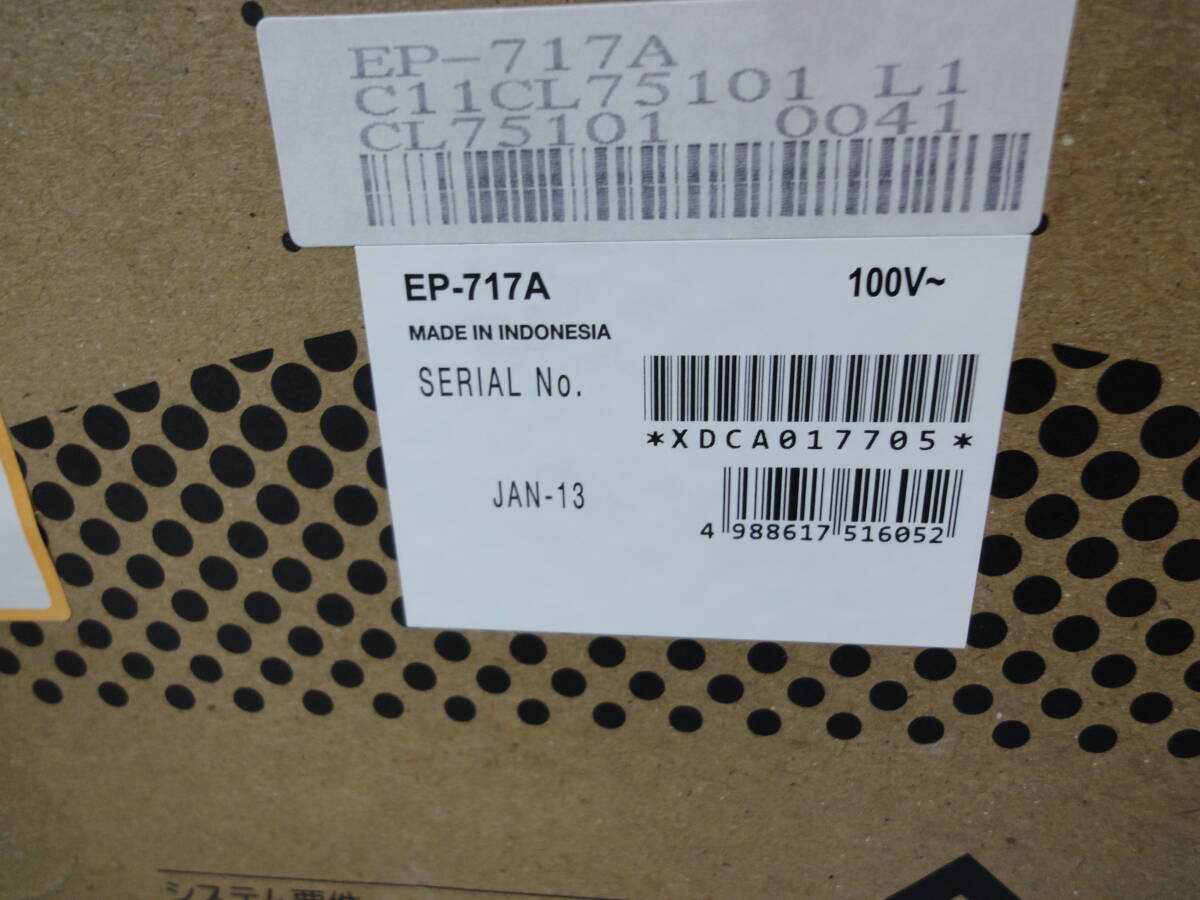 EP-717A
C11CL75101 L1
CL75101 0041
EP-717A 100V~
MADE IN INDONESIA
SERIAL No.
*XDCA017705*
JAN-13
4 988617 516052
システム要件